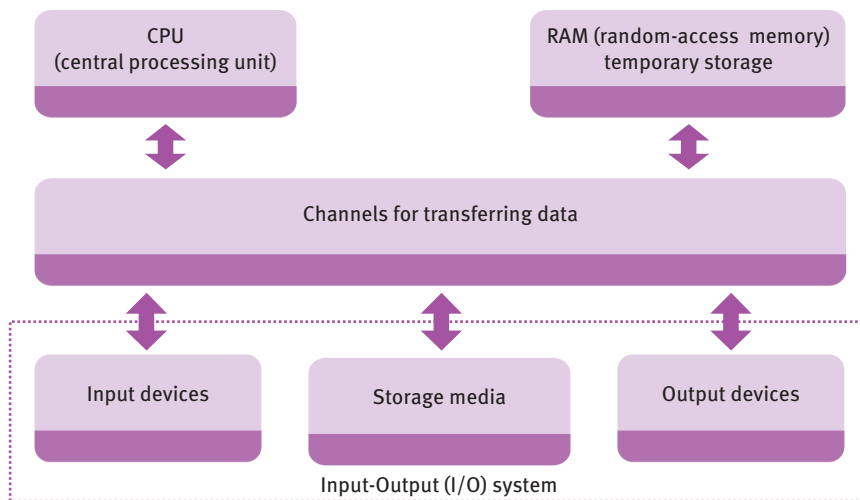 CPU
(central processing unit)
RAM (random-access memory)
temporary storage
Channels for transferring data
Input devices
Storage media
Output devices
Input-Output (I/O) system